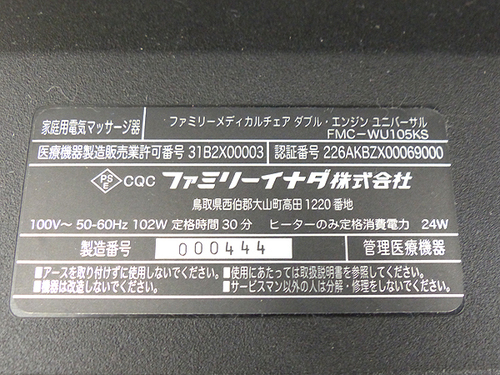 家庭用電気マッサージ器
ファミリーメディカルチェア ダブル・エンジン ユニバーサル
FMC-WU105KS
医療機器製造販売業許可番号 31B2X00003 認証番号 226AKBZX00069000
PSE CQC ファミリーイナダ株式会社
鳥取県西伯郡大山町高田 1220 番地
100V~ 50-60Hz 102W 定格時間 30 分 ヒーターのみ定格消費電力 24W
製造番号 000444 管理医療機器
■アースを取り付けずに使用しないでください。■使用にあたっては取扱説明書を参照してください。
■機器は改造しないでください。■サービスマン以外の人は分解・修理をしないでください。